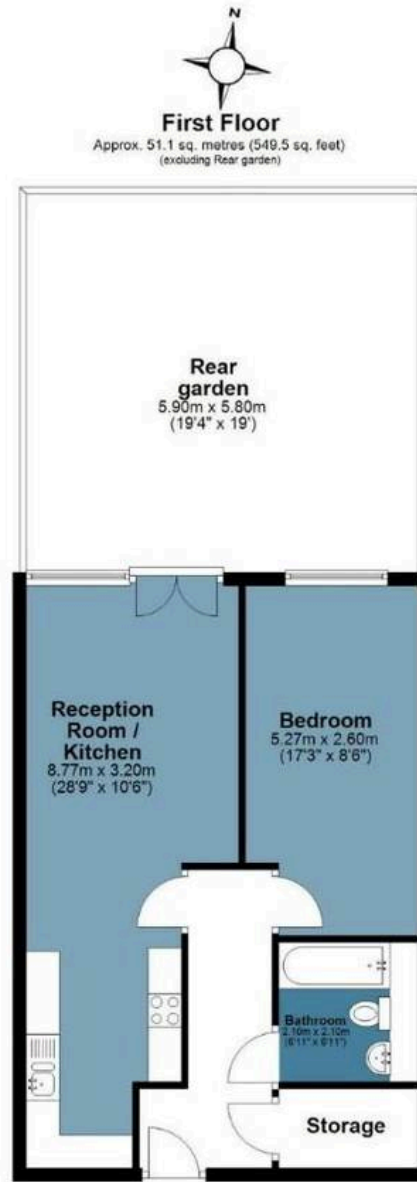 N
First Floor
Approx. 51.1 sq. metres (549.5 sq. feet)
(excluding Rear garden)
Rear
garden
5.90m x 5.80m
(19'4" x 19')
Reception
Room /
Kitchen
8.77m x 3.20m
(28'9" x 10'6")
Bedroom
5.27m x 2.60m
(17'3" x 8'6")
Bathroom
2.10m x 2.10m
(6'11" x 6'11")
Storage